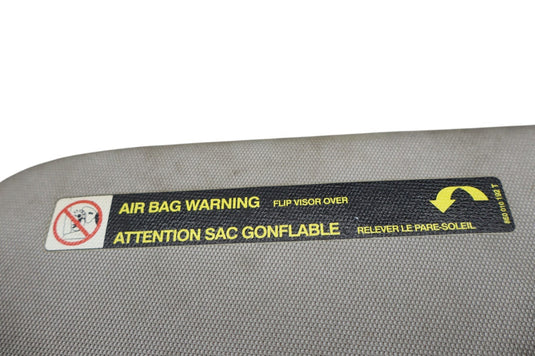 AIR BAG WARNING FLIP VISOR OVER
ATTENTION SAC GONFLABLE RELEVER LE PARE-SOLEIL